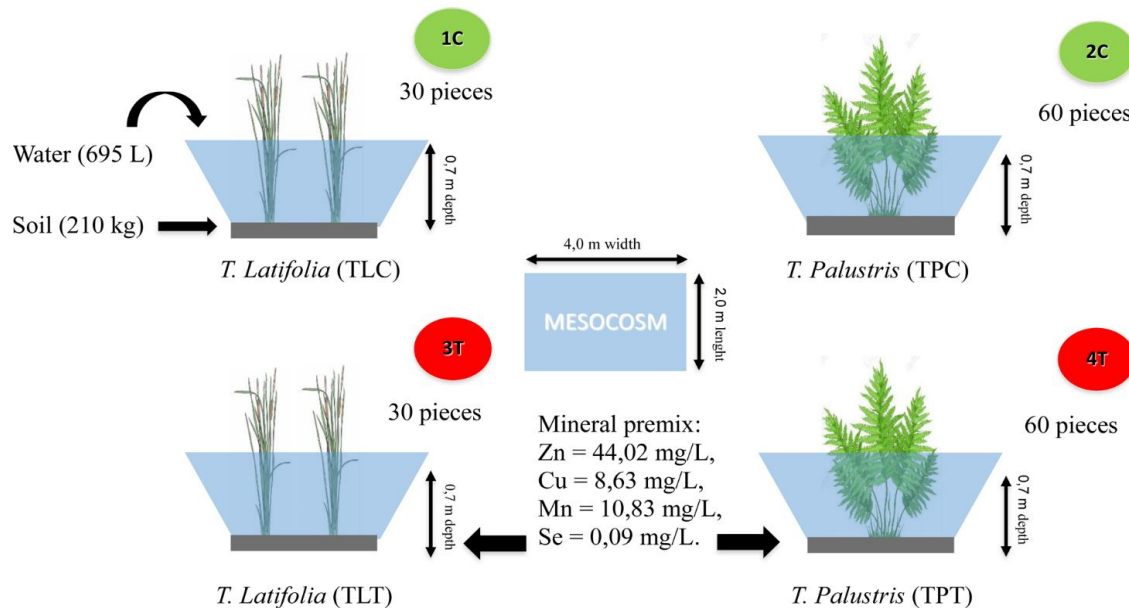 1C
30 pieces
Water (695 L)
0,7 m depth
Soil (210 kg)
T. Latifolia (TLC)
2C
60 pieces
0,7 m depth
T. Palustris (TPC)
4,0 m width
MESOCOSM
2,0 m lenght
3T
30 pieces
0,7 m depth
T. Latifolia (TLT)
Mineral premix:
Zn = 44,02 mg/L,
Cu = 8,63 mg/L,
Mn = 10,83 mg/L,
Se = 0,09 mg/L.
4T
60 pieces
0,7 m depth
T. Palustris (TPT)